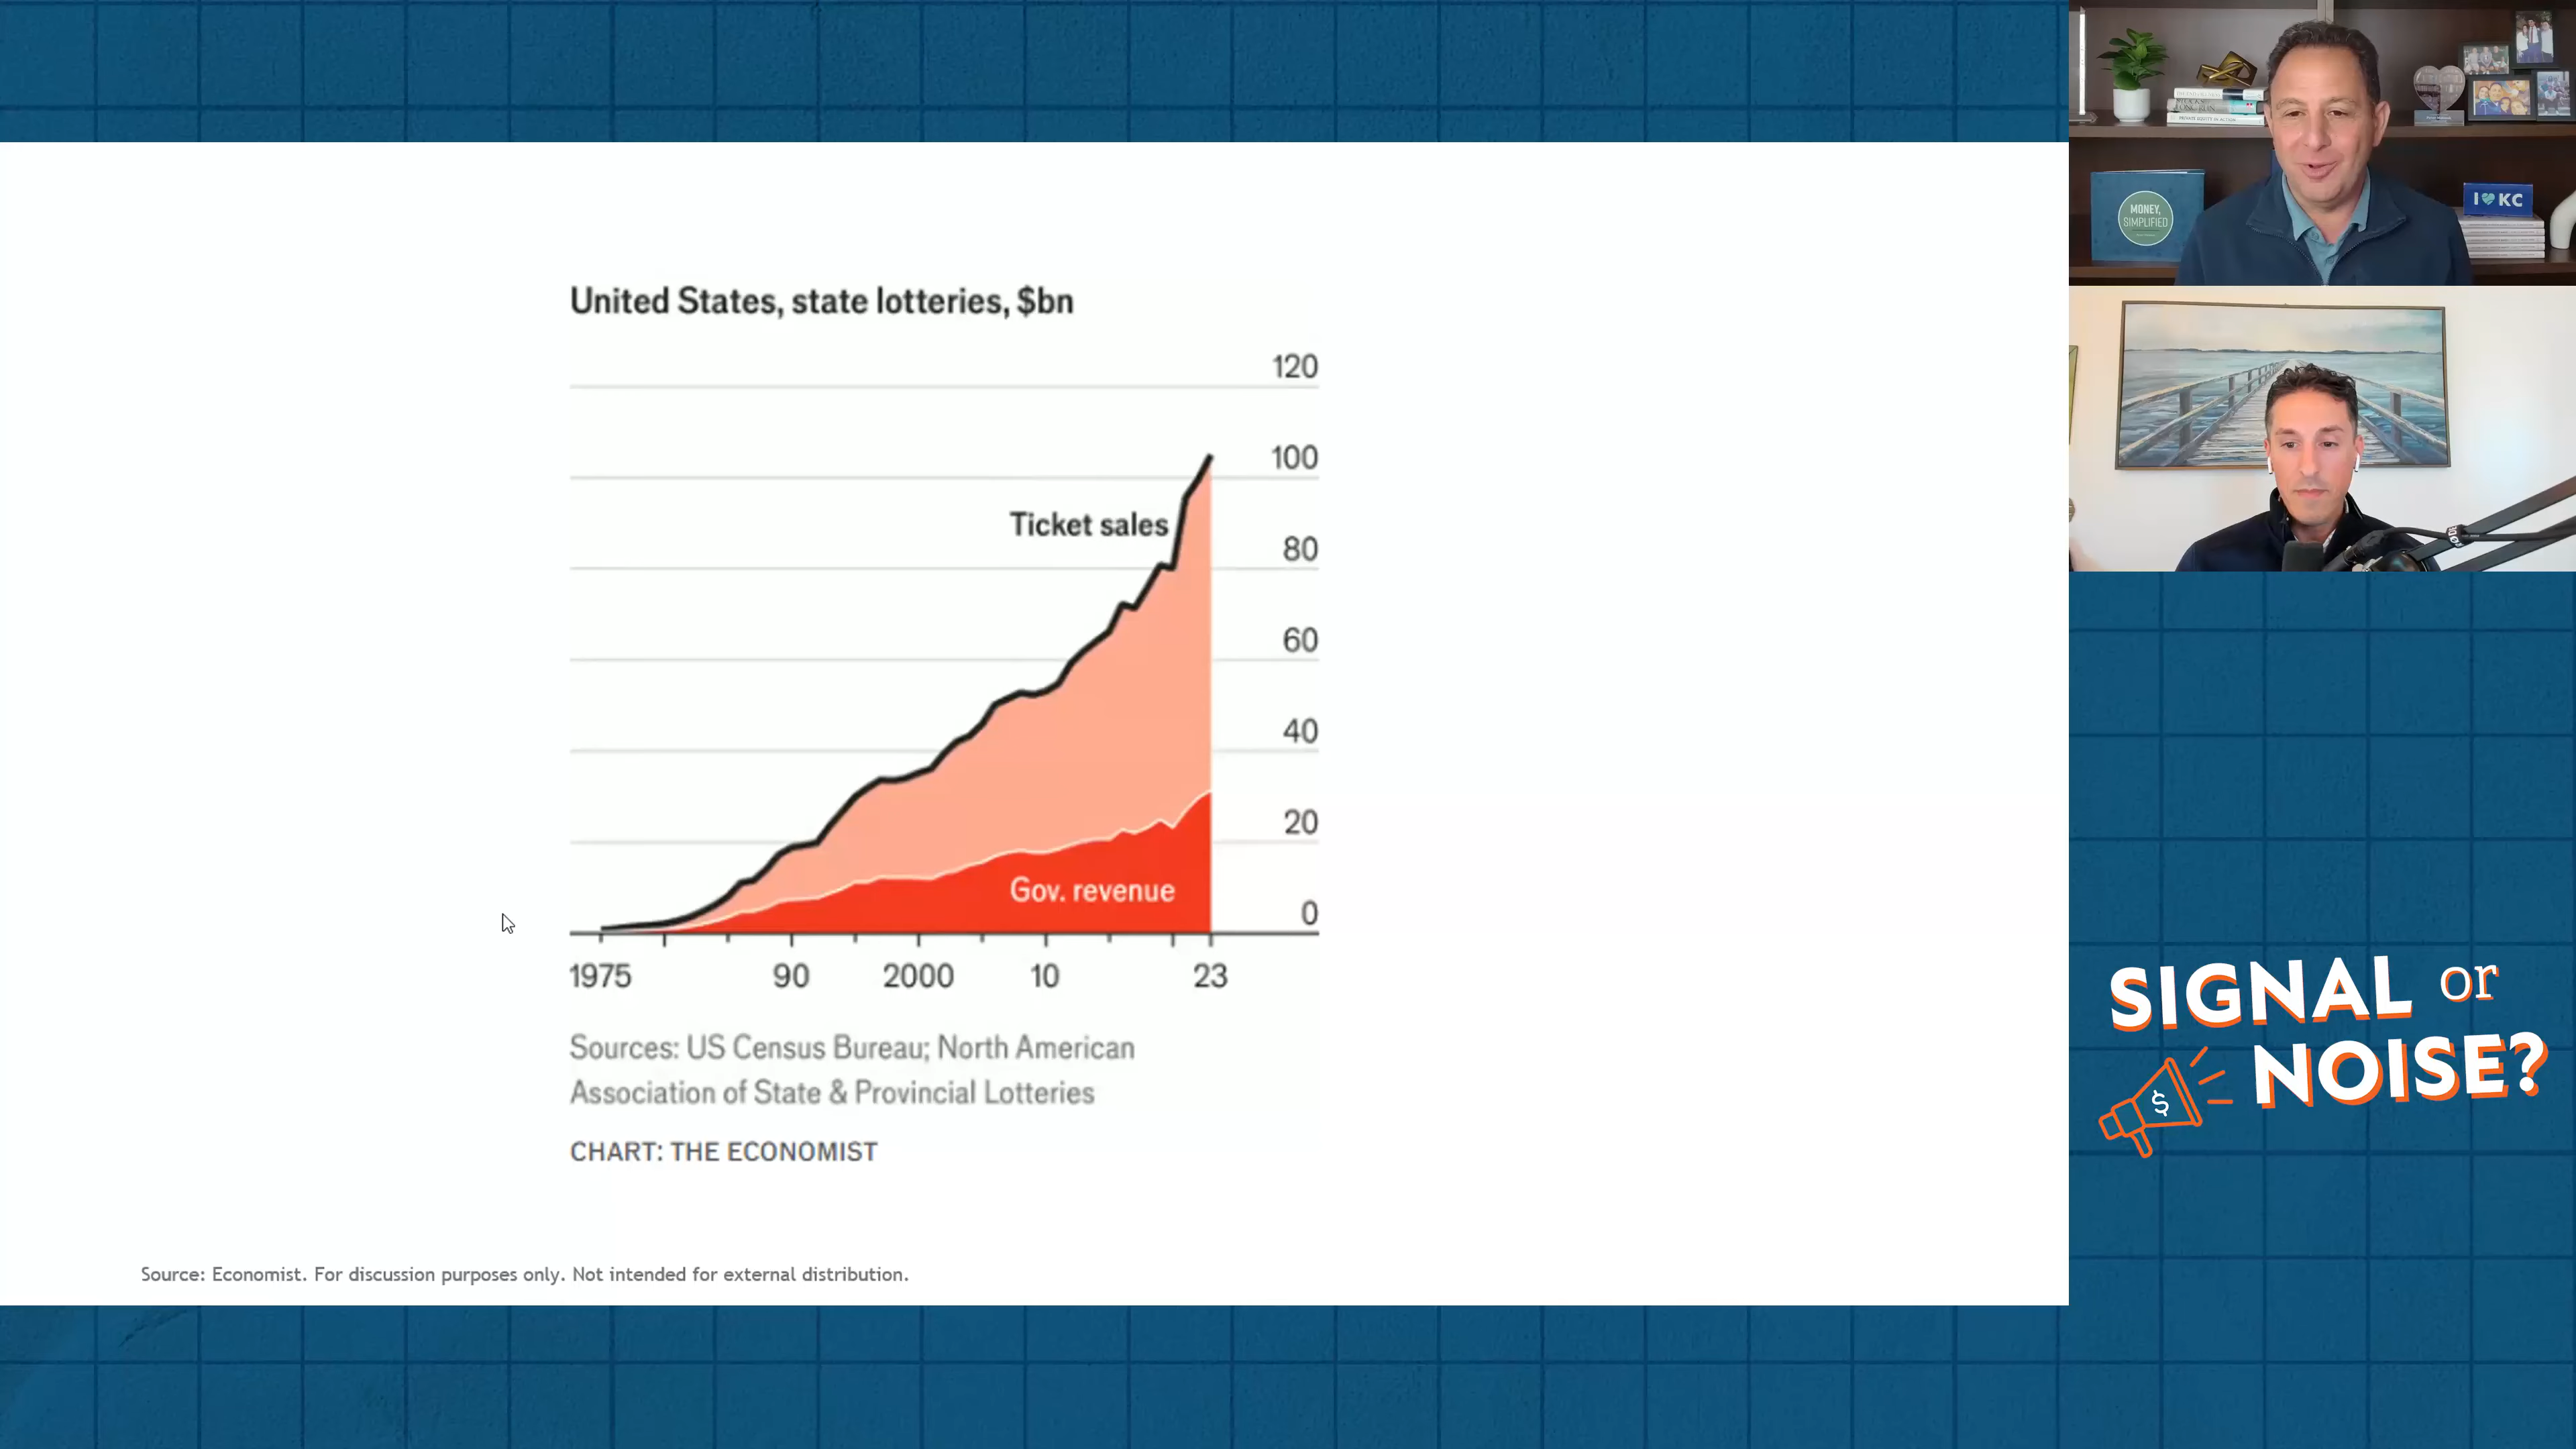 United States, state lotteries, $bn
120
100
Ticket sales
80
60
40
20
Gov. revenue
0
1975 90 2000 10 23
Sources: US Census Bureau; North American
Association of State & Provincial Lotteries
CHART: THE ECONOMIST
Source: Economist. For discussion purposes only. Not intended for external distribution.
MONEY,
SIMPLIFIED
I KC
SIGNAL or
NOISE?
$